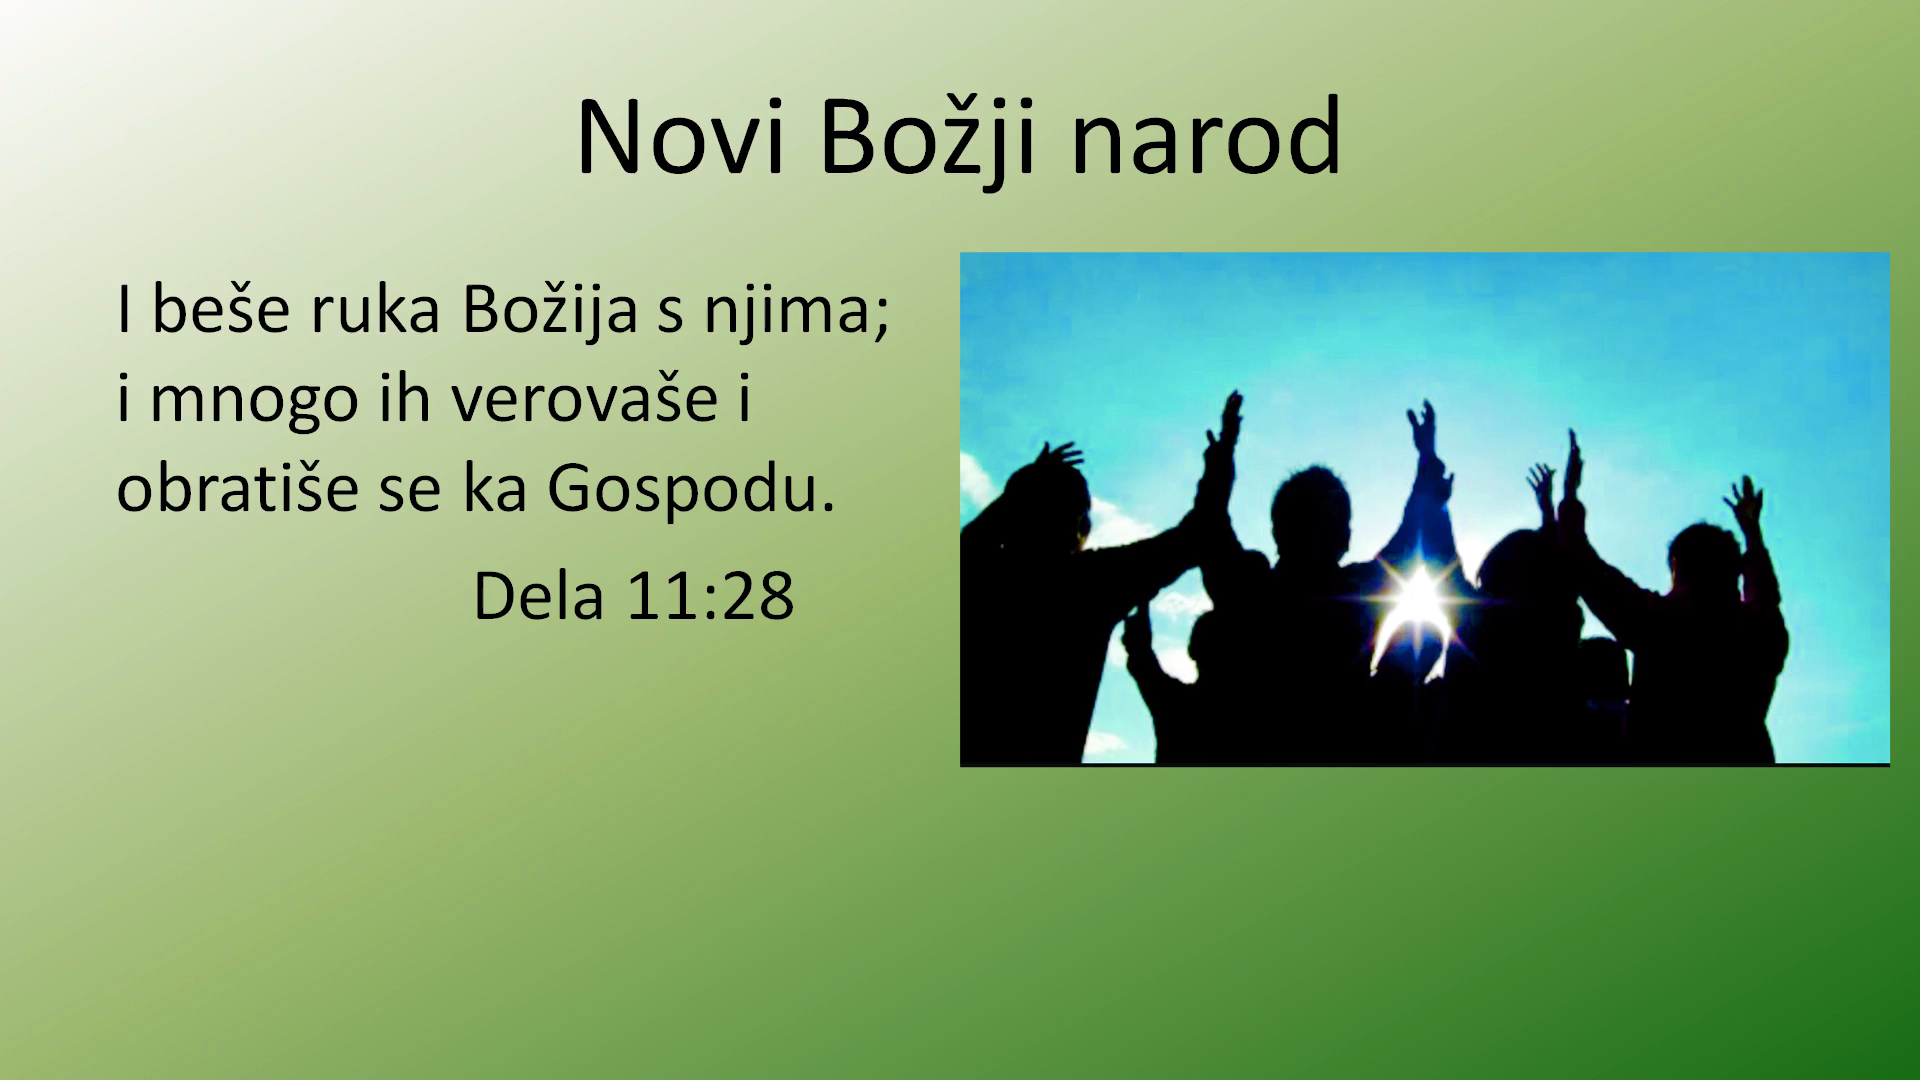 Novi Božji narod
I beše ruka Božija s njima;
i mnogo ih verovaše i
obratiše se ka Gospodu.
Dela 11:28